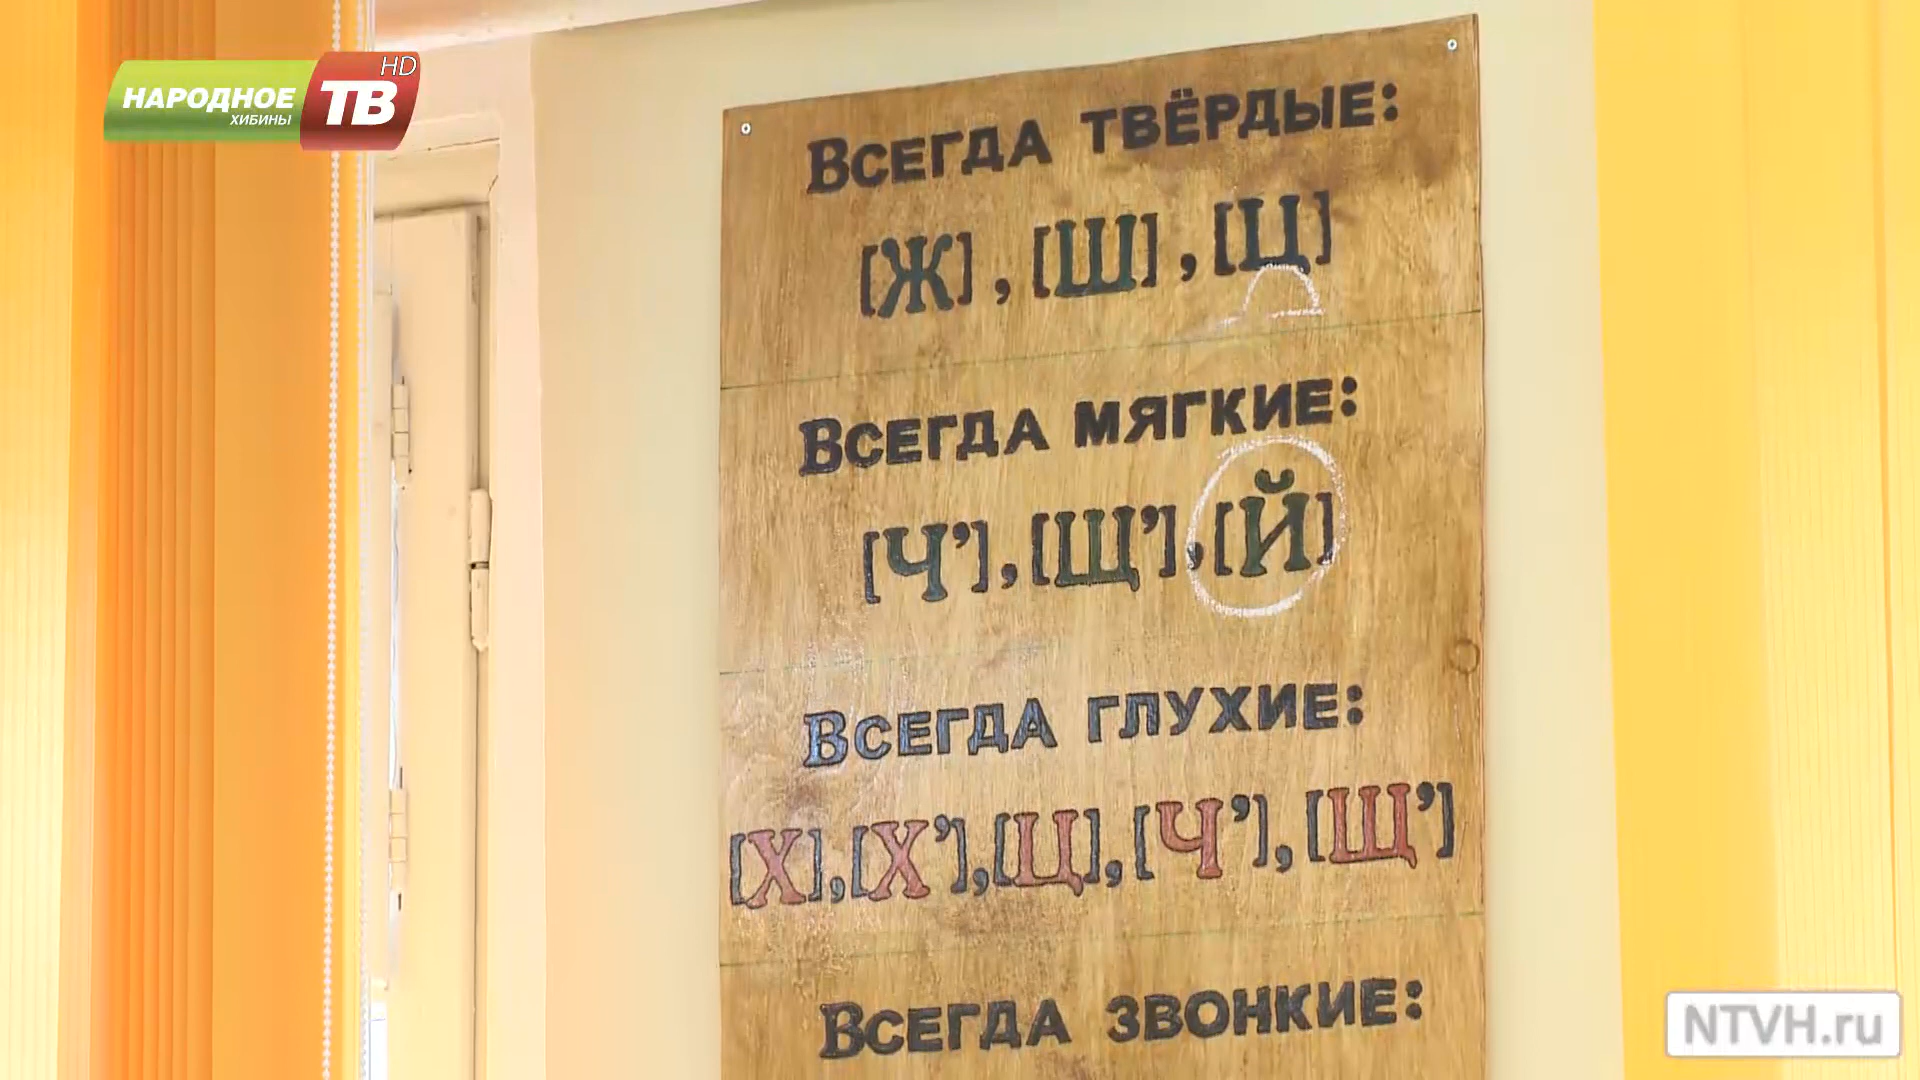 НАРОДНОЕ
ХИБИНЫ
ТВ
HD
ВСЕГДА ТВЁРДЫЕ:
[Ж], [Ш], [Ц]
ВСЕГДА МЯГКИЕ:
[Ч’], [Щ’], [Й]
ВСЕГДА ГЛУХИЕ:
[Х], [Х’], [Ц], [Ч’], [Щ’]
ВСЕГДА ЗВОНКИЕ:
NTVH.ru